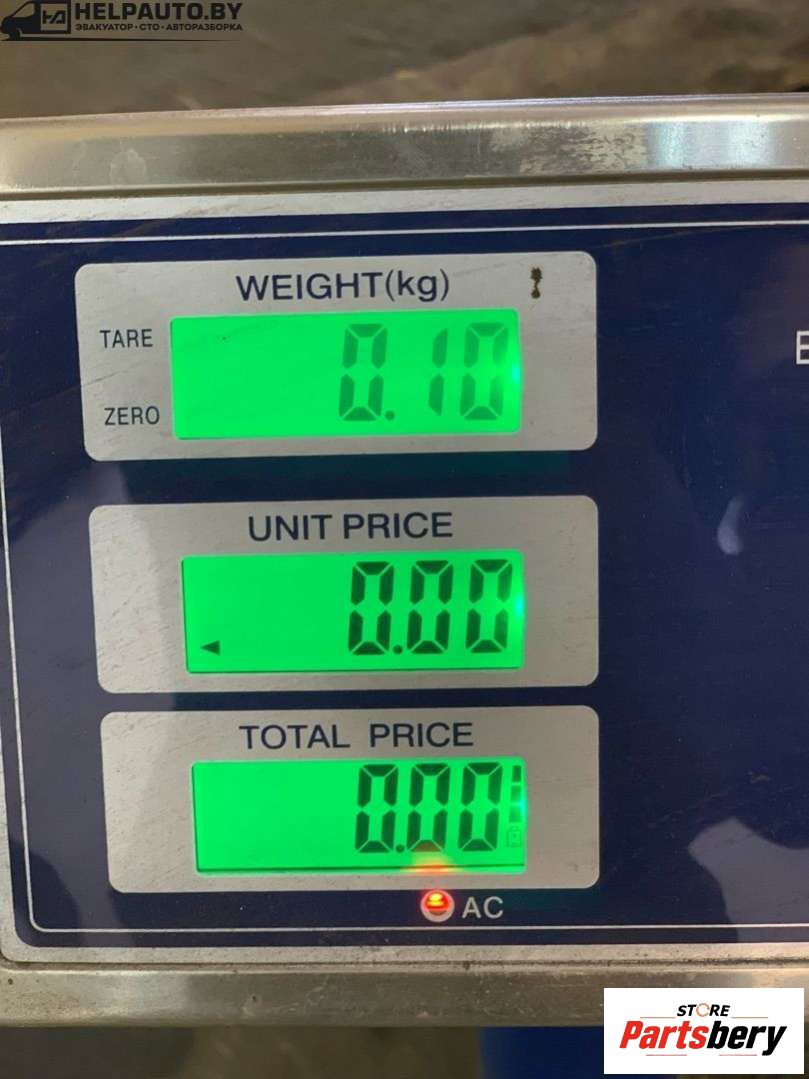 HELPAUTO.BY
ЭВАКУАТОР • СТО • АВТОРАЗБОРКА
WEIGHT(kg)
TARE
0.10
ZERO
UNIT PRICE
0.00
TOTAL PRICE
0.00
AC
STORE
Partsbery